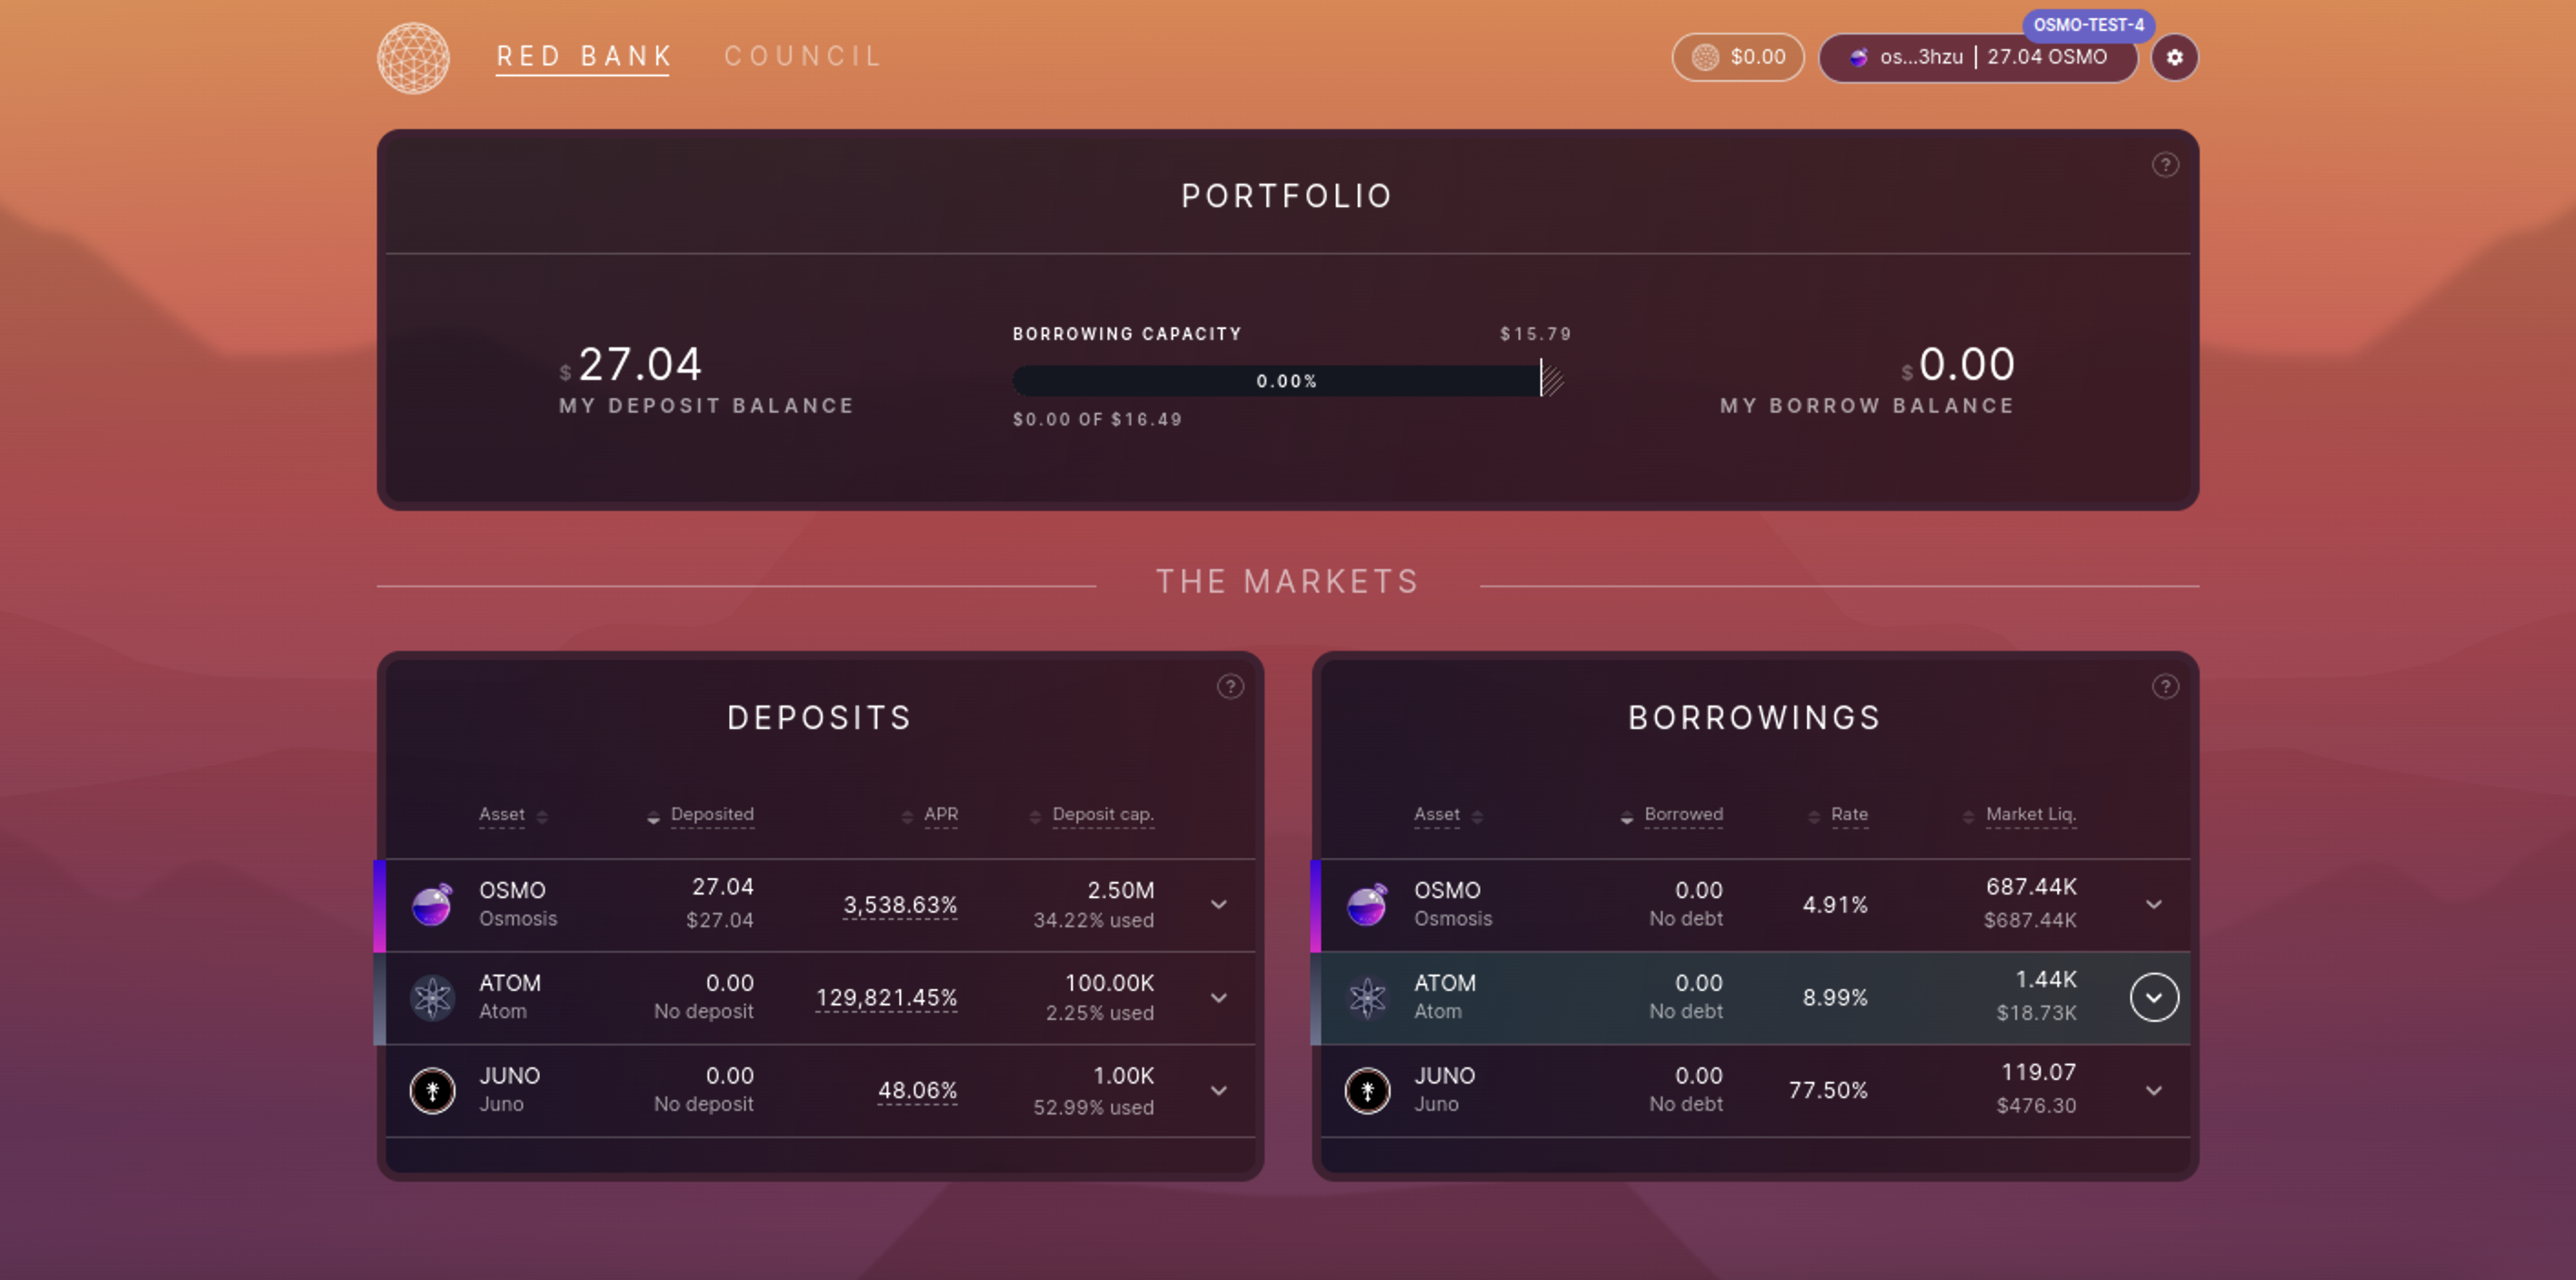 RED BANK COUNCIL
OSMO-TEST-4
$0.00 os...3hzu | 27.04 OSMO
?
PORTFOLIO
$ 27.04
MY DEPOSIT BALANCE
BORROWING CAPACITY $15.79
0.00%
$0.00 OF $16.49
$ 0.00
MY BORROW BALANCE
THE MARKETS
?
DEPOSITS
Asset Deposited APR Deposit cap.
OSMO 27.04 3,538.63% 2.50M
Osmosis $27.04 34.22% used
ATOM 0.00 129,821.45% 100.00K
Atom No deposit 2.25% used
JUNO 0.00 48.06% 1.00K
Juno No deposit 52.99% used
?
BORROWINGS
Asset Borrowed Rate Market Liq.
OSMO 0.00 4.91% 687.44K
Osmosis No debt $687.44K
ATOM 0.00 8.99% 1.44K
Atom No debt $18.73K
JUNO 0.00 77.50% 119.07
Juno No debt $476.30